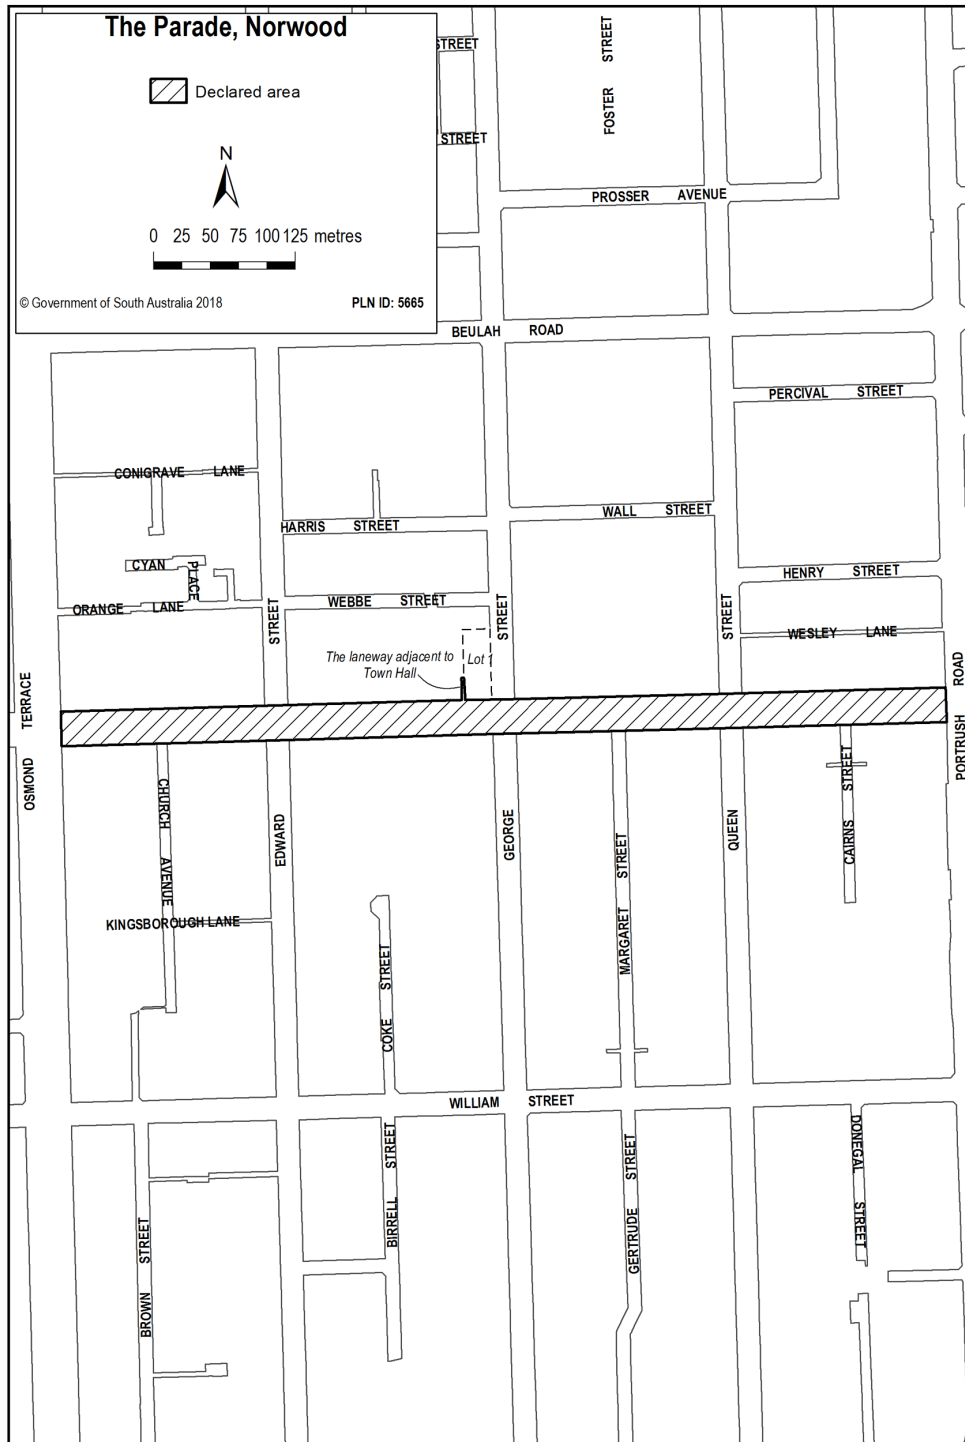 The Parade, Norwood
Declared area
N
0 25 50 75 100 125 metres
© Government of South Australia 2018 PLN ID: 5665
STREET
STREET
FOSTER STREET
PROSSER AVENUE
BEULAH ROAD
PERCIVAL STREET
CONIGRAVE LANE
WALL STREET
HARRIS STREET
CYAN PLACE
HENRY STREET
ORANGE LANE
WEBBE STREET
STREET
STREET
STREET
WESLEY LANE
The laneway adjacent to
Town Hall
Lot 1
OSMOND TERRACE
PORTRUSH ROAD
CHURCH AVENUE
EDWARD
GEORGE
MARGARET STREET
QUEEN
CAIRNS STREET
KINGSBOROUGH LANE
COKE STREET
WILLIAM STREET
BROWN STREET
BIRRELL STREET
GERTRUDE STREET
DONEGAL STREET